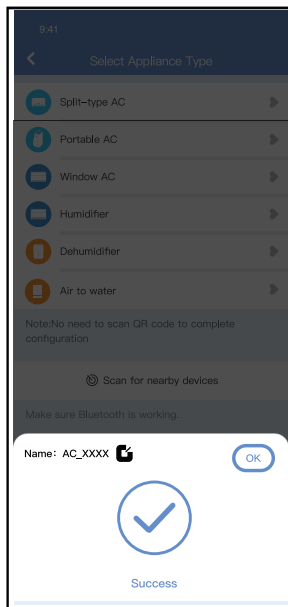 9:41
Select Appliance Type
Split-type AC
Portable AC
Window AC
Humidifier
Dehumidifier
Air to water
Note:No need to scan QR code to complete
configuration
Scan for nearby devices
Make sure Bluetooth is working.
Name: AC_XXXX
OK
Success